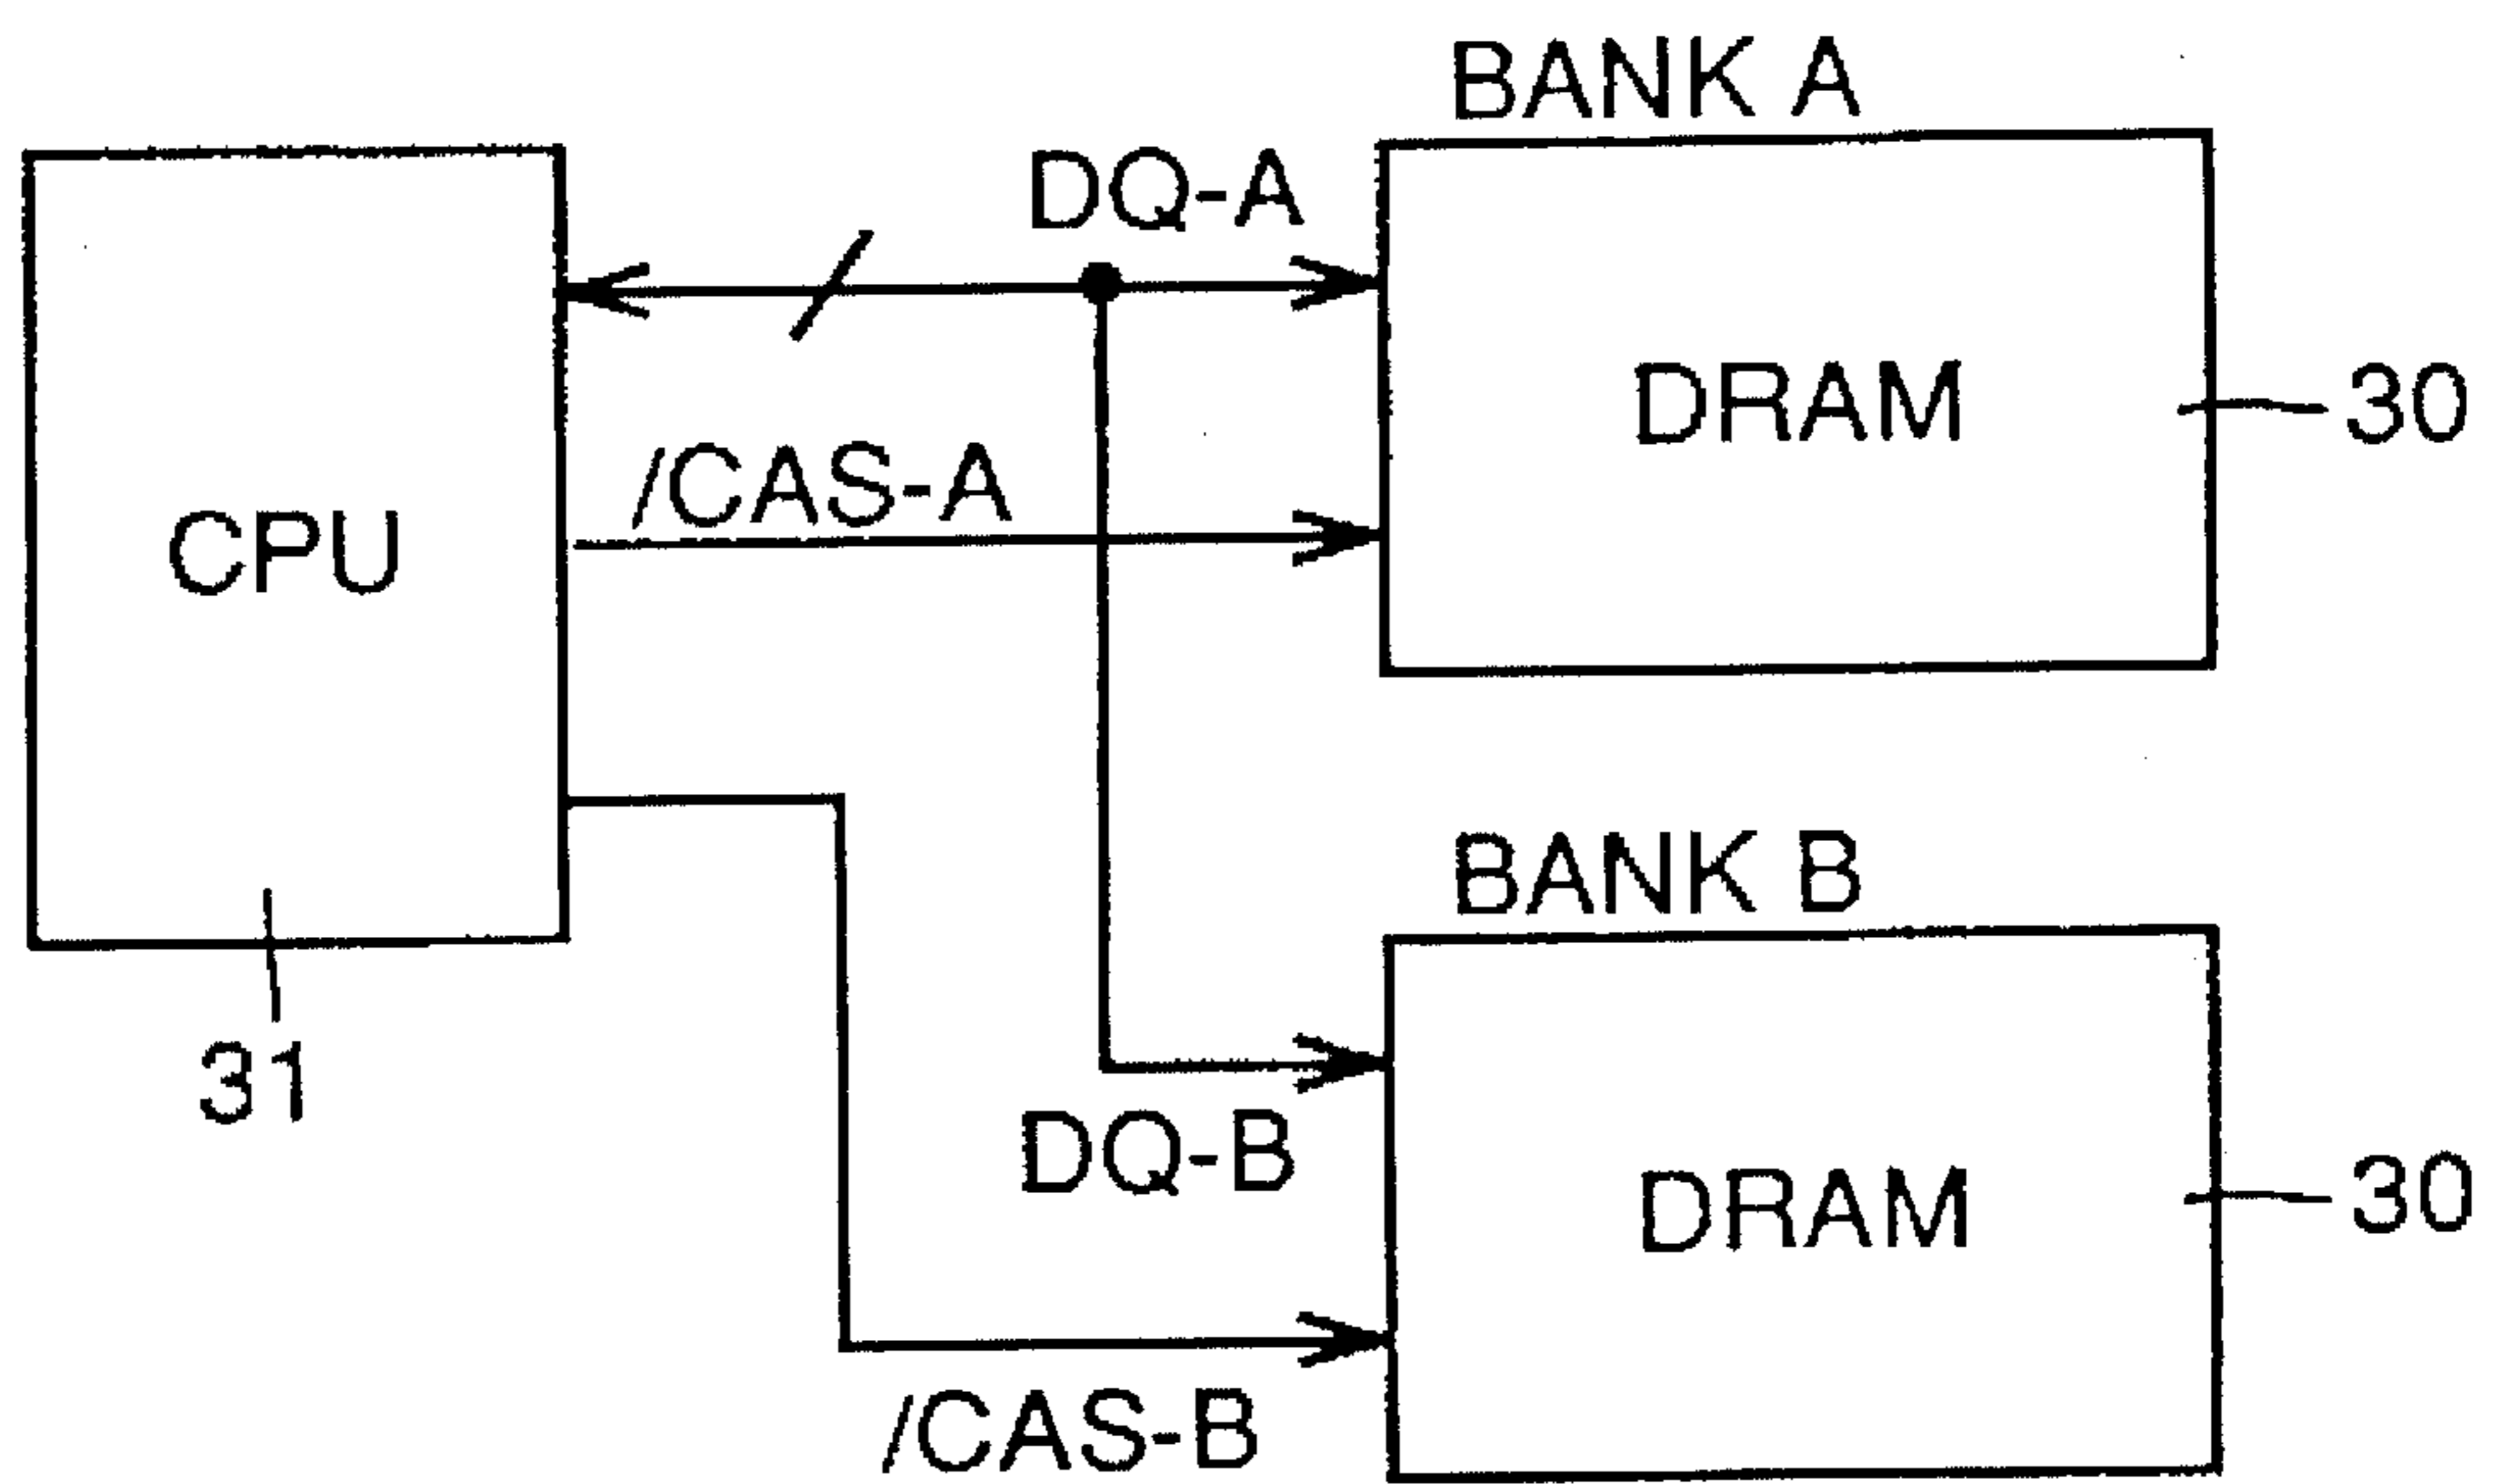 BANK A
DQ-A
DRAM
30
/CAS-A
CPU
BANK B
31
DQ-B
DRAM
30
/CAS-B